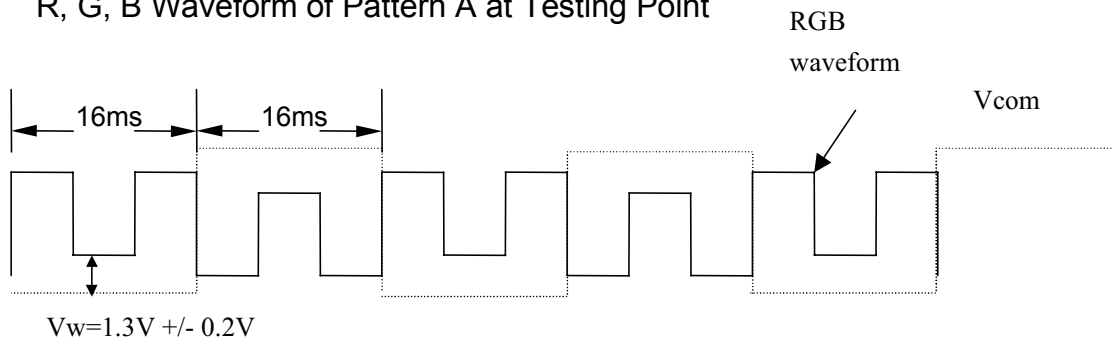 R, G, B Waveform of Pattern A at Testing Point
RGB
waveform
Vcom
16ms
16ms
Vw=1.3V +/- 0.2V